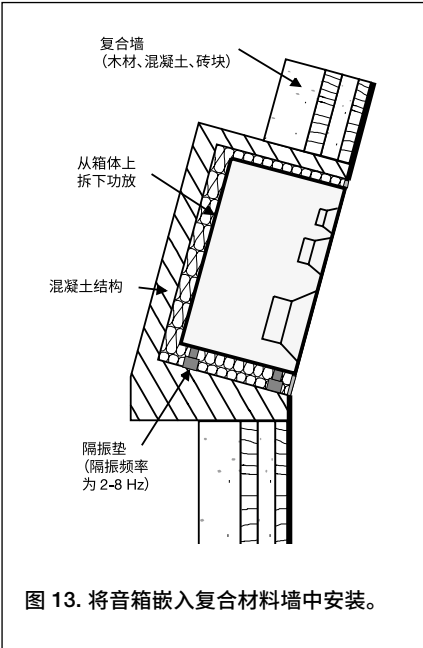 复合墙
（木材、混凝土、砖块）
从箱体上
拆下功放
混凝土结构
隔振垫
（隔振频率
为 2-8 Hz）
图 13. 将音箱嵌入复合材料墙中安装。